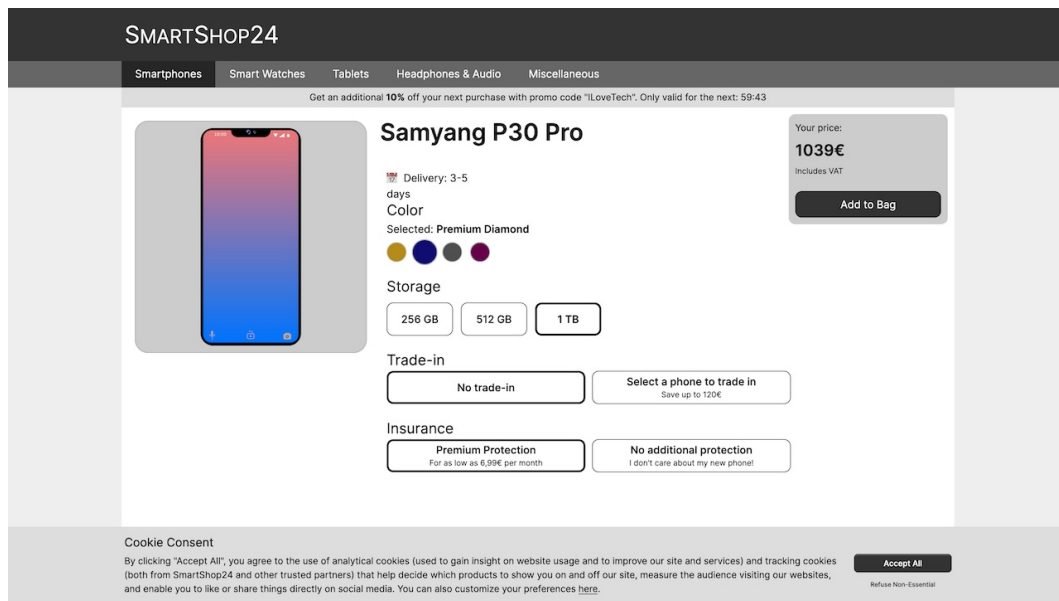 SMARTSHOP24
Smartphones
Smart Watches
Tablets
Headphones & Audio
Miscellaneous
Get an additional 10% off your next purchase with promo code "ILoveTech". Only valid for the next: 59:43
Samyang P30 Pro
Delivery: 3-5
days
Color
Selected: Premium Diamond
Storage
256 GB
512 GB
1 TB
Trade-in
No trade-in
Select a phone to trade in
Save up to 120€
Insurance
Premium Protection
For as low as 6,99€ per month
No additional protection
I don't care about my new phone!
Your price:
1039€
Includes VAT
Add to Bag
Cookie Consent
By clicking "Accept All", you agree to the use of analytical cookies (used to gain insight on website usage and to improve our site and services) and tracking cookies
(both from SmartShop24 and other trusted partners) that help decide which products to show you on and off our site, measure the audience visiting our websites,
and enable you to like or share things directly on social media. You can also customize your preferences here.
Accept All
Refuse Non-Essential